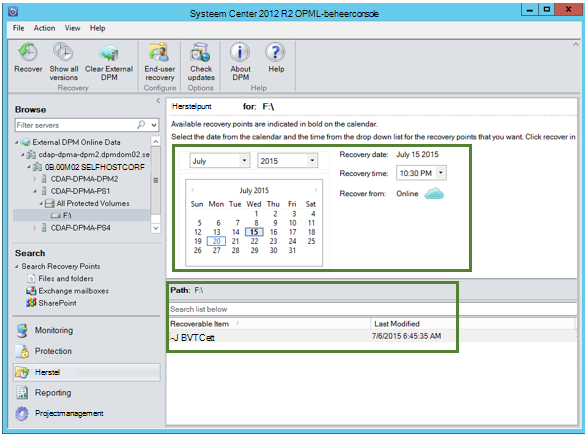 Systeem Center 2012 R2 OPML-beheerconsole
File Action View Help
Recover Show all versions Clear External DPM End-user recovery Check updates About DPM Help
Recovery Configure Options Help
Browse
Filter servers
External DPM Online Data
cdap-dpma-dpm2.dpmdom02.se
0B.00M02 SELFHOSTCORF
CDAP-DPMA-DPM2
CDAP-DPMA-PS1
All Protected Volumes
F:\
CDAP-DPMA-PS4
Search
Search Recovery Points
Files and folders
Exchange mailboxes
SharePoint
Monitoring
Protection
Herstel
Reporting
Projectmanagement
Herstelpunt for: F:\
Available recovery points are indicated in bold on the calendar.
Select the date from the calendar and the time from the drop down list for the recovery points that you want. Click recover in
July 2015
July 2015
Sun Mon Tue Wed Thu Fri Sat
1 2 3 4
5 6 7 8 9 10 11
12 13 14 15 16 17 18
19 20 21 22 23 24 25
26 27 28 29 30 31
Recovery date: July 15 2015
Recovery time: 10:30 PM
Recover from: Online
Path: F:\
Search list below
Recoverable Item / Last Modified
-J BVTCett 7/6/2015 6:45:35 AM